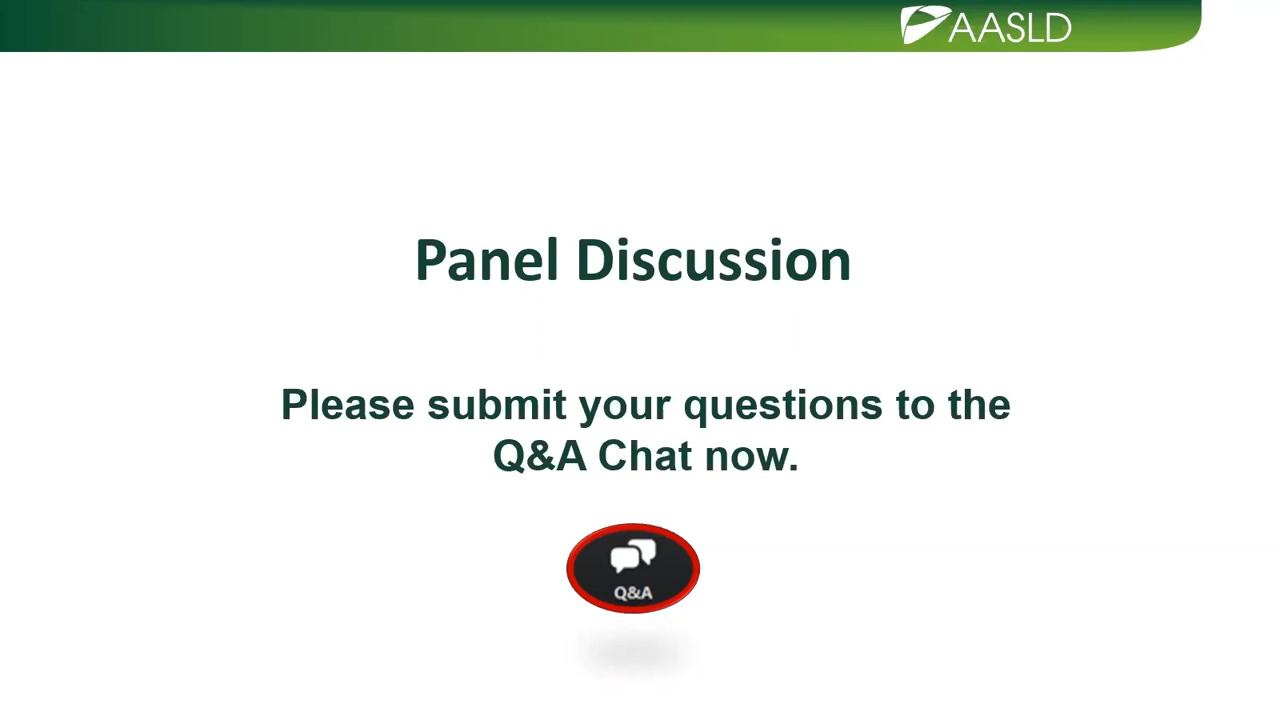 AASLD
Panel Discussion
Please submit your questions to the
Q&A Chat now.
Q&A